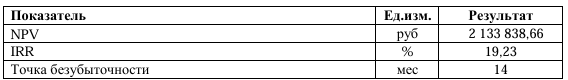 Показатель Ед.изм. Результат
NPV руб 2 133 838,66
IRR % 19,23
Точка безубыточности мес 14